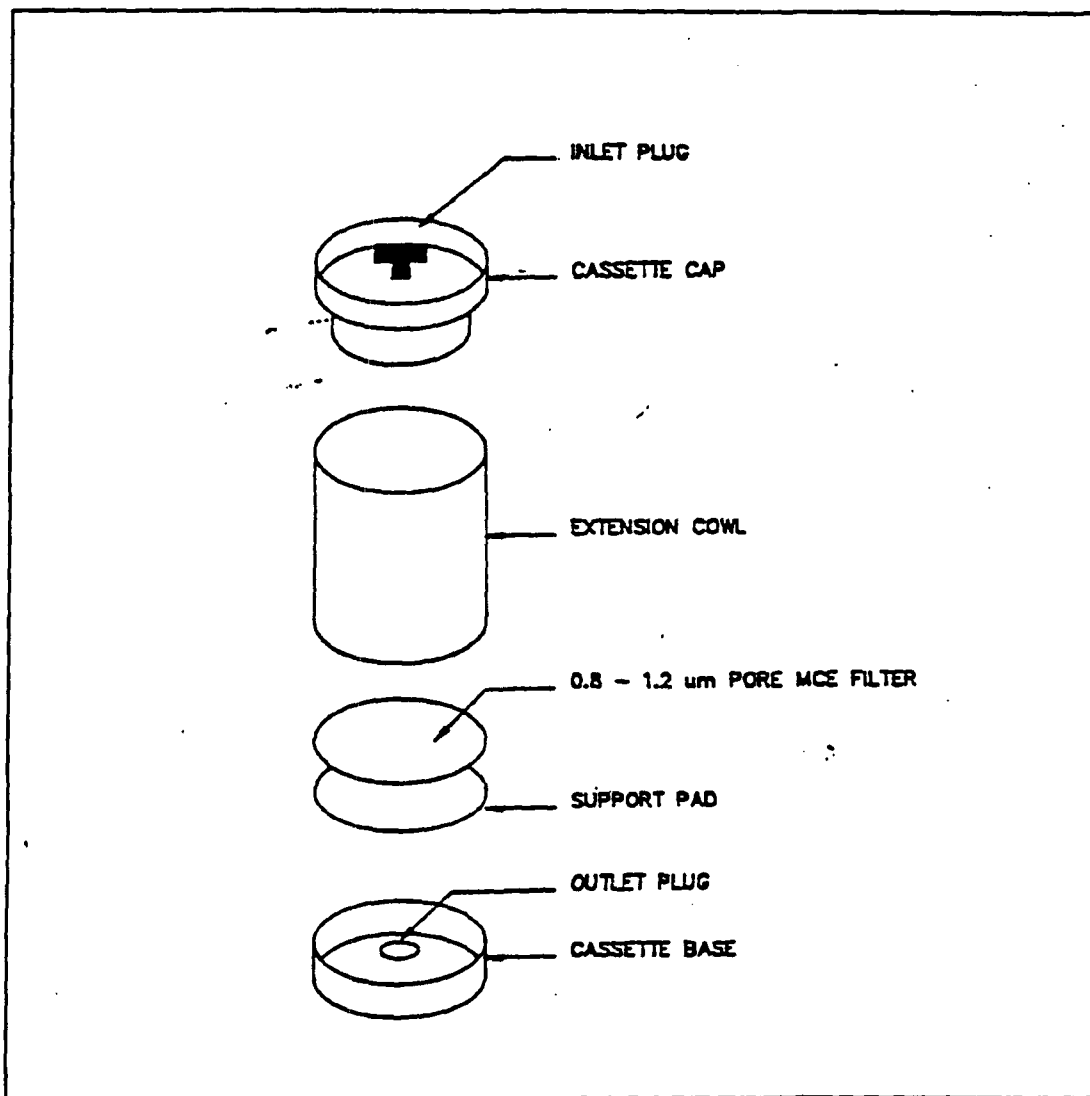 INLET PLUG
CASSETTE CAP
EXTENSION COWL
0.8 - 1.2 um PORE MCE FILTER
SUPPORT PAD
OUTLET PLUG
CASSETTE BASE